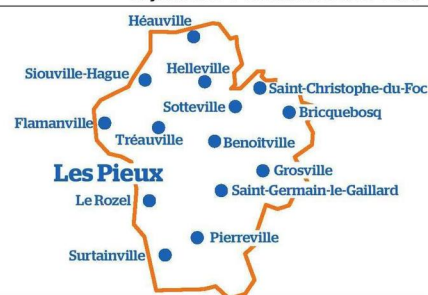 Héauville
Siouville-Hague
Helleville
Saint-Christophe-du-Foc
Sotteville
Bricquebosq
Flamanville
Tréauville
Benoîtville
Les Pieux
Grosville
Saint-Germain-le-Gaillard
Le Rozel
Pierreville
Surtainville